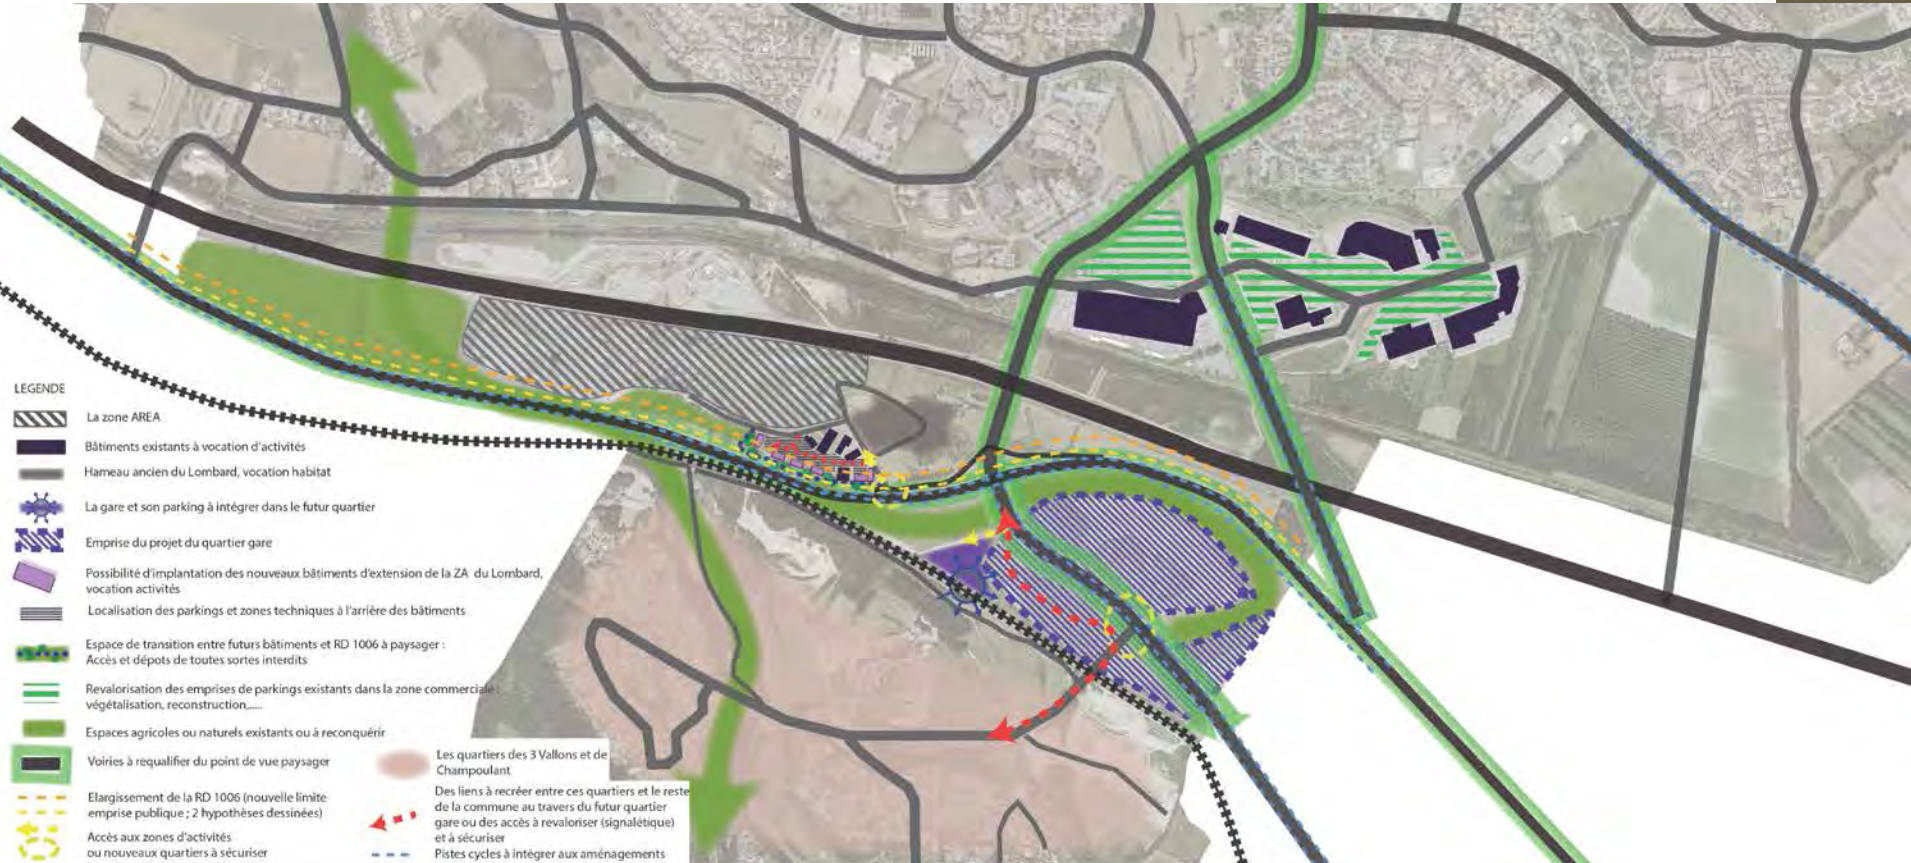 LEGENDE
La zone AREA
Bâtiments existants à vocation d'activités
Hameau ancien du Lombard, vocation habitat
La gare et son parking à intégrer dans le futur quartier
Emprise du projet du quartier gare
Possibilité d'implantation des nouveaux bâtiments d'extension de la ZA du Lombard,
vocation activités
Localisation des parkings et zones techniques à l'arrière des bâtiments
Espace de transition entre futurs bâtiments et RD 1006 à paysager :
Accès et dépots de toutes sortes interdits
Revalorisation des emprises de parkings existants dans la zone commerciale :
végétalisation, reconstruction,.....
Espaces agricoles ou naturels existants ou à reconquérir
Voiries à requalifier du point de vue paysager
Elargissement de la RD 1006 (nouvelle limite
emprise publique ; 2 hypothèses dessinées)
Accès aux zones d'activités
ou nouveaux quartiers à sécuriser
Les quartiers des 3 Vallons et de
Champoulant
Des liens à recréer entre ces quartiers et le reste
de la commune au travers du futur quartier
gare ou des accès à revaloriser (signalétique)
et à sécuriser
Pistes cycles à intégrer aux aménagements